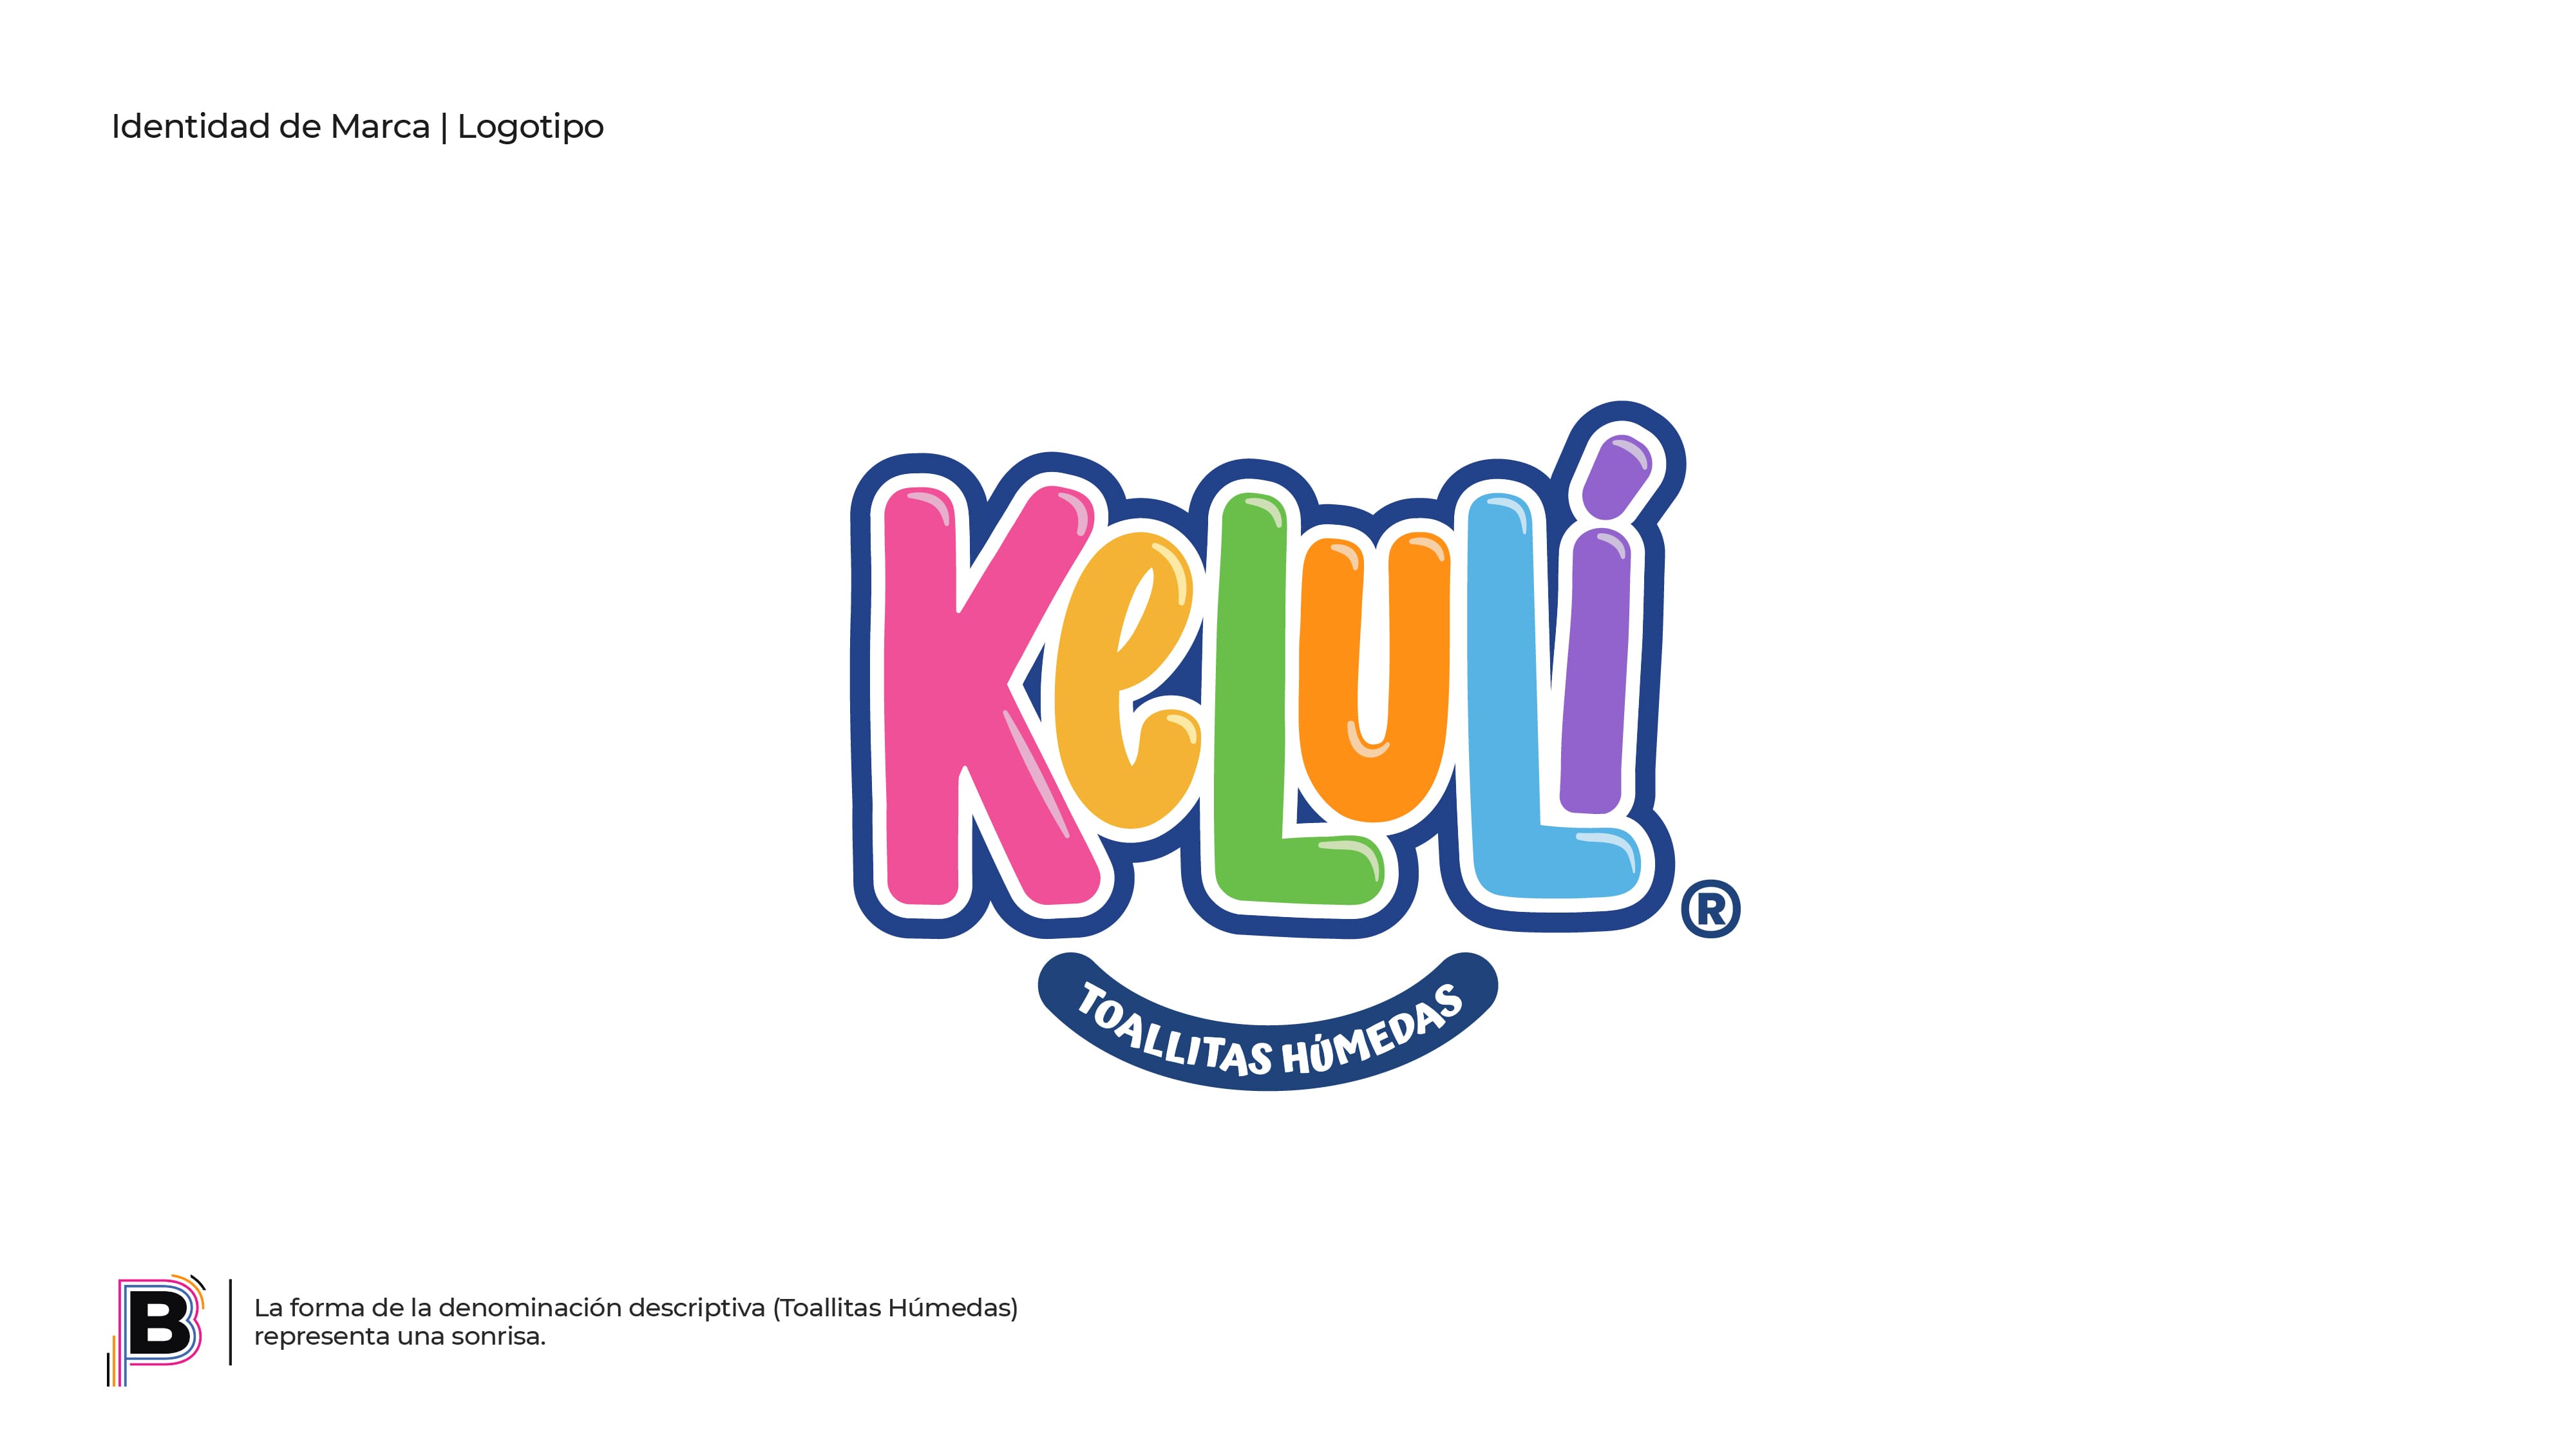 Identidad de Marca | Logotipo
KeLuLí®
TOALLITAS HÚMEDAS
B
La forma de la denominación descriptiva (Toallitas Húmedas)
representa una sonrisa.